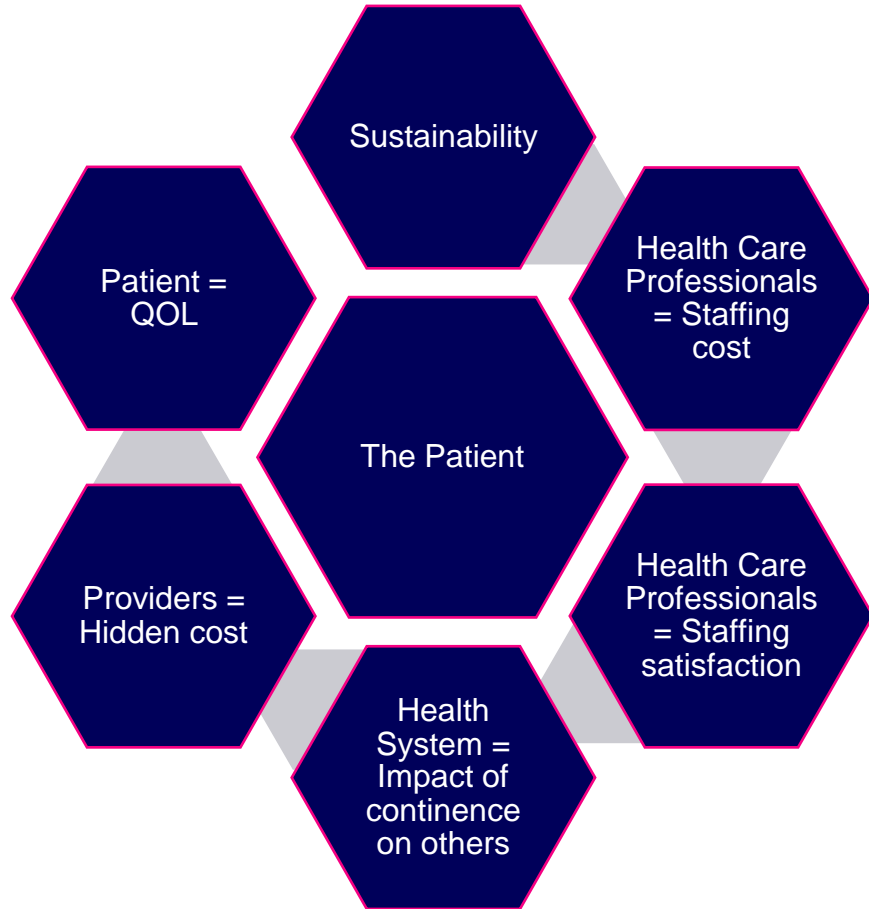 Sustainability
Health Care
Professionals
= Staffing
cost
Patient =
QOL
The Patient
Health Care
Professionals
= Staffing
satisfaction
Providers =
Hidden cost
Health
System =
Impact of
continence
on others